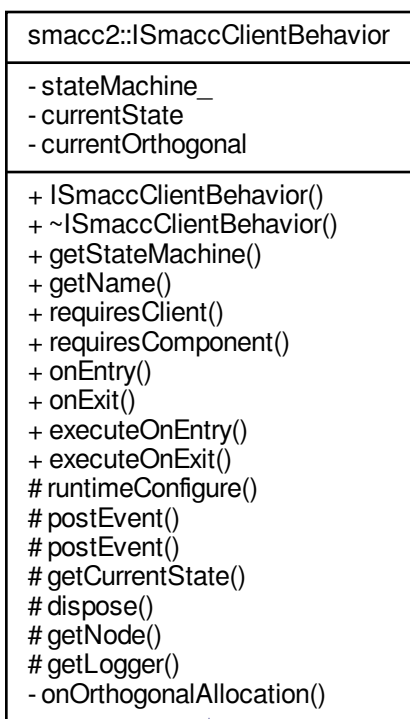 smacc2::ISmaccClientBehavior
- stateMachine_
- currentState
- currentOrthogonal
+ ISmaccClientBehavior()
+ ~ISmaccClientBehavior()
+ getStateMachine()
+ getName()
+ requiresClient()
+ requiresComponent()
+ onEntry()
+ onExit()
+ executeOnEntry()
+ executeOnExit()
# runtimeConfigure()
# postEvent()
# postEvent()
# getCurrentState()
# dispose()
# getNode()
# getLogger()
- onOrthogonalAllocation()